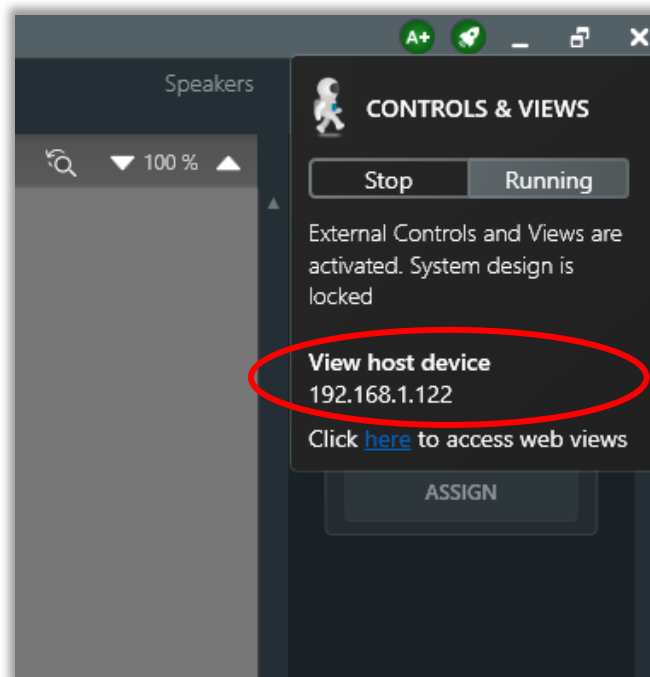 A+
Speakers
CONTROLS & VIEWS
100 %
Stop Running
External Controls and Views are
activated. System design is
locked
View host device
192.168.1.122
Click here to access web views
ASSIGN